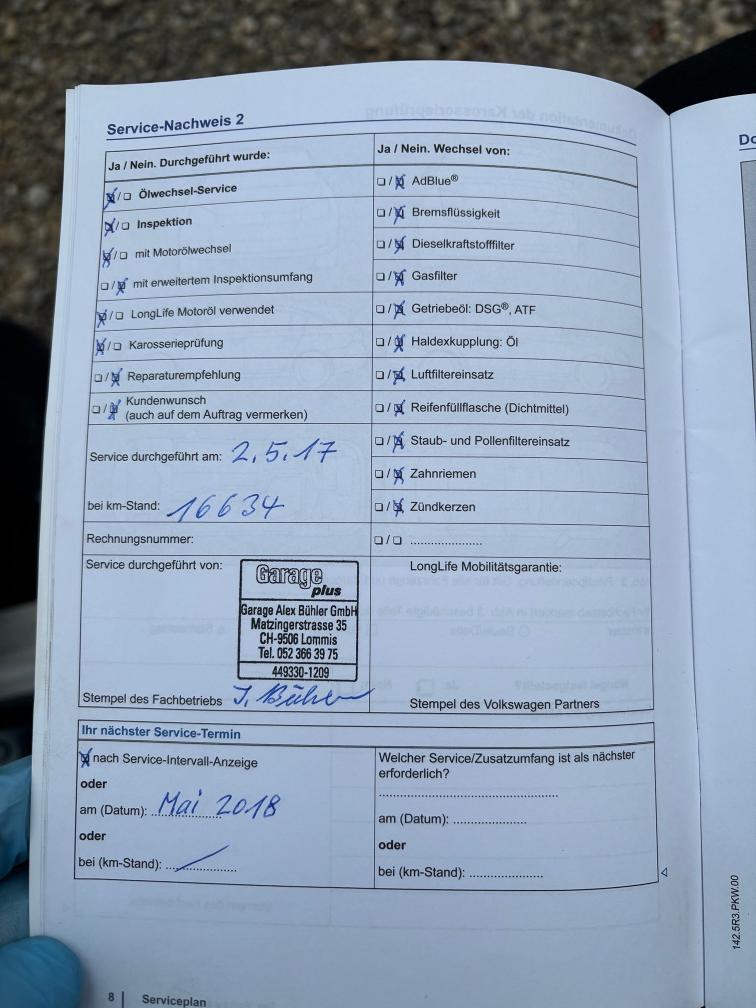 Service-Nachweis 2
Ja / Nein. Durchgeführt wurde:
Ölwechsel-Service
Inspektion
mit Motorölwechsel
mit erweitertem Inspektionsumfang
LongLife Motoröl verwendet
Karosserieprüfung
Reparaturempfehlung
Kundenwunsch
(auch auf dem Auftrag vermerken)
Service durchgeführt am: 2.5.17
bei km-Stand: 16634
Rechnungsnummer:
Service durchgeführt von:
Garage
plus
Garage Alex Bühler GmbH
Matzingerstrasse 35
CH-9506 Lommis
Tel. 052 366 39 75
449330-1209
Stempel des Fachbetriebs J. Bühler
Ja / Nein. Wechsel von:
AdBlue®
Bremsflüssigkeit
Dieselkraftstofffilter
Gasfilter
Getriebeöl: DSG®, ATF
Haldexkupplung: Öl
Luftfiltereinsatz
Reifenfüllflasche (Dichtmittel)
Staub- und Pollenfiltereinsatz
Zahnriemen
Zündkerzen
LongLife Mobilitätsgarantie:
Stempel des Volkswagen Partners
Ihr nächster Service-Termin
nach Service-Intervall-Anzeige
oder
am (Datum): Mai 2018
oder
bei (km-Stand):
Welcher Service/Zusatzumfang ist als nächster
erforderlich?
am (Datum):
oder
bei (km-Stand):
8 | Serviceplan
142.5R3.PKW.00
Do